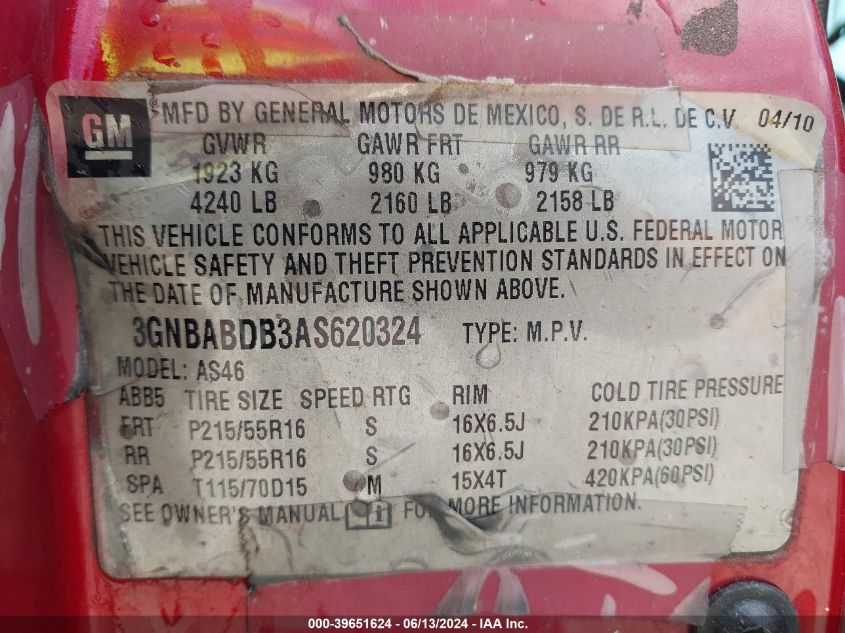 GM
MFD BY GENERAL MOTORS DE MEXICO, S. DE R.L. DE C.V 04/10
GVWR GAWR FRT GAWR RR
1923 KG 980 KG 979 KG
4240 LB 2160 LB 2158 LB
THIS VEHICLE CONFORMS TO ALL APPLICABLE U.S. FEDERAL MOTOR
VEHICLE SAFETY AND THEFT PREVENTION STANDARDS IN EFFECT ON
THE DATE OF MANUFACTURE SHOWN ABOVE.
3GNBABDB3AS620324 TYPE: M.P.V.
MODEL: AS46
ABB5 TIRE SIZE SPEED RTG RIM COLD TIRE PRESSURE
FRT P215/55R16 S 16X6.5J 210KPA(30PSI)
RR P215/55R16 S 16X6.5J 210KPA(30PSI)
SPA T115/70D15 M 15X4T 420KPA(60PSI)
SEE OWNER'S MANUAL FOR MORE INFORMATION.
000-39651624 - 06/13/2024 - IAA Inc.